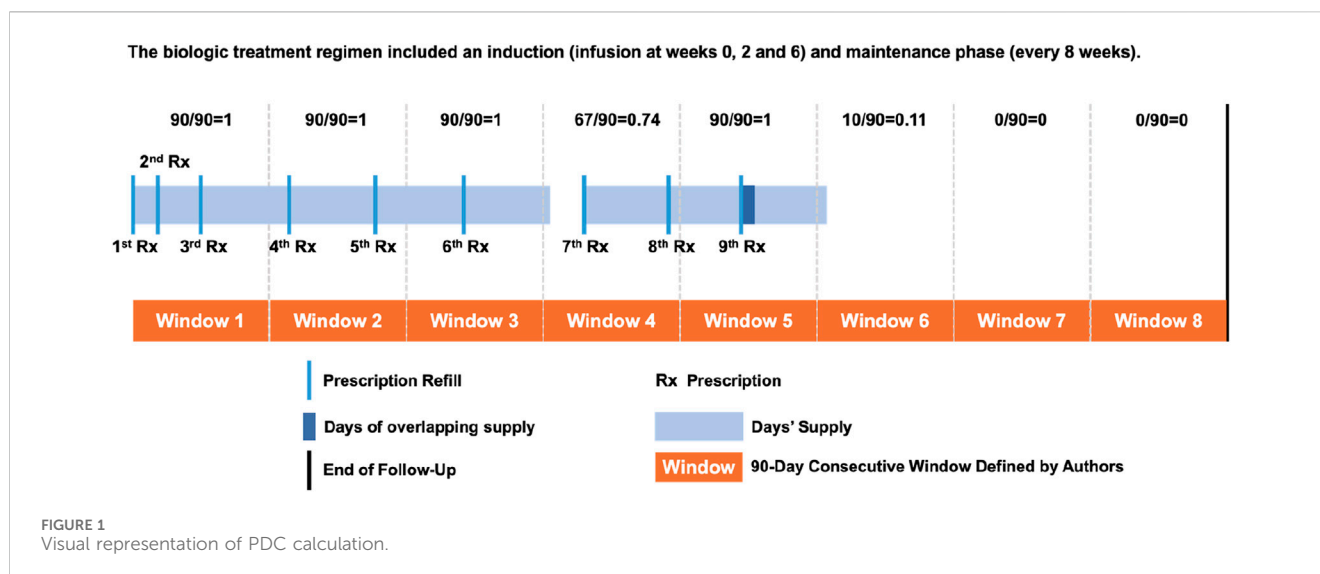 The biologic treatment regimen included an induction (infusion at weeks 0, 2 and 6) and maintenance phase (every 8 weeks).
90/90=1 90/90=1 90/90=1 67/90=0.74 90/90=1 10/90=0.11 0/90=0 0/90=0
2nd Rx
1st Rx 3rd Rx 4th Rx 5th Rx 6th Rx 7th Rx 8th Rx 9th Rx
Window 1 Window 2 Window 3 Window 4 Window 5 Window 6 Window 7 Window 8
Prescription Refill Rx Prescription
Days of overlapping supply Days' Supply
End of Follow-Up Window 90-Day Consecutive Window Defined by Authors
FIGURE 1
Visual representation of PDC calculation.